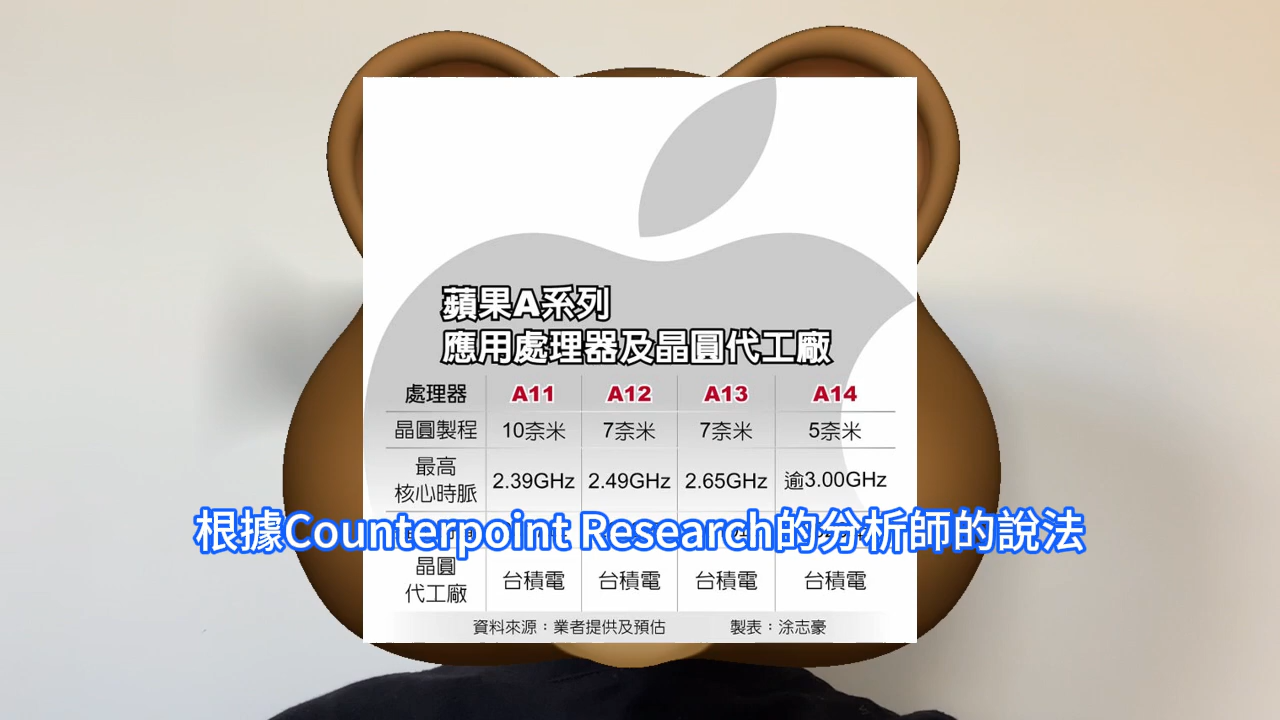 蘋果A系列
應用處理器及晶圓代工廠
處理器 A11 A12 A13 A14
晶圓製程 10奈米 7奈米 7奈米 5奈米
最高
核心時脈 2.39GHz 2.49GHz 2.65GHz 逾3.00GHz
根據Counterpoint Research的分析師的說法
晶圓
代工廠 台積電 台積電 台積電 台積電
資料來源：業者提供及預估 製表：涂志豪